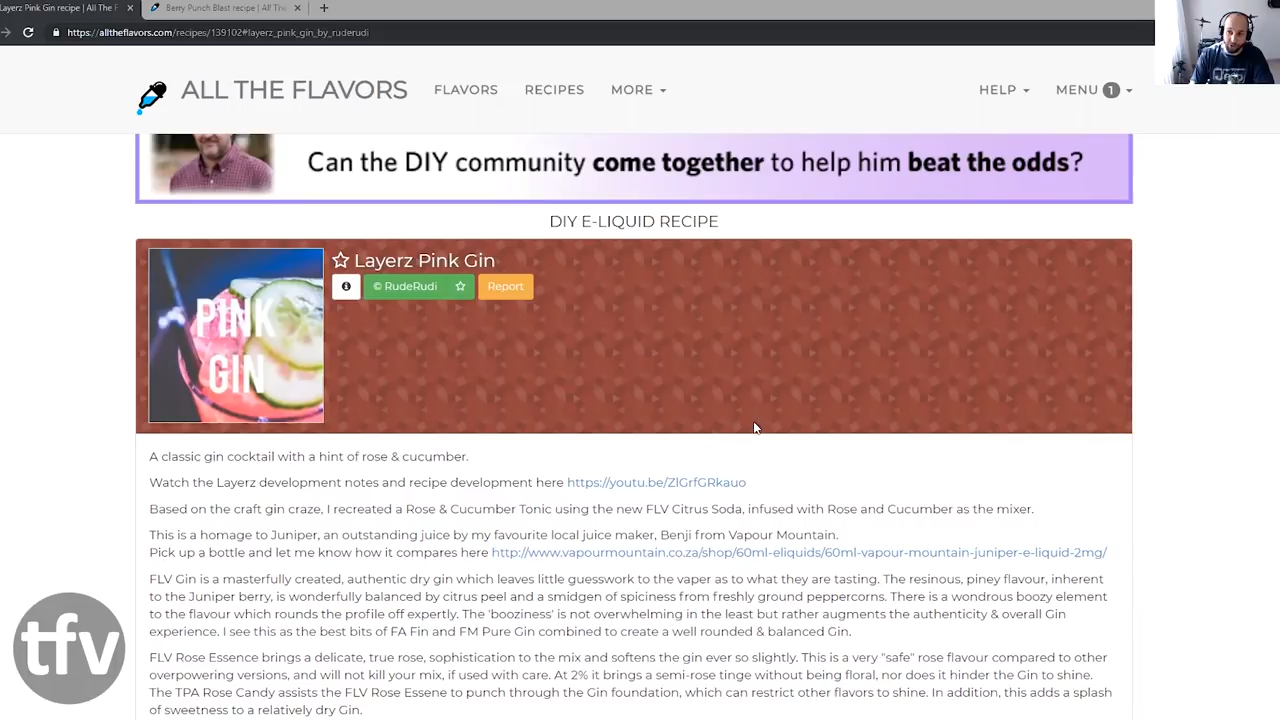 Layerz Pink Gin recipe | All The F
Berry Punch Blast recipe | All The
https://alltheflavors.com/recipes/139102#layerz_pink_gin_by_ruderudi
ALL THE FLAVORS
FLAVORS
RECIPES
MORE
HELP
MENU 1
Can the DIY community come together to help him beat the odds?
DIY E-LIQUID RECIPE
PINK
GIN
Layerz Pink Gin
© RudeRudi
Report
A classic gin cocktail with a hint of rose & cucumber.
Watch the Layerz development notes and recipe development here https://youtu.be/ZlGrfGRkauo
Based on the craft gin craze, I recreated a Rose & Cucumber Tonic using the new FLV Citrus Soda, infused with Rose and Cucumber as the mixer.
This is a homage to Juniper, an outstanding juice by my favourite local juice maker, Benji from Vapour Mountain.
Pick up a bottle and let me know how it compares here http://www.vapourmountain.co.za/shop/60ml-eliquids/60ml-vapour-mountain-juniper-e-liquid-2mg/
FLV Gin is a masterfully created, authentic dry gin which leaves little guesswork to the vaper as to what they are tasting. The resinous, piney flavour, inherent
to the Juniper berry, is wonderfully balanced by citrus peel and a smidgen of spiciness from freshly ground peppercorns. There is a wondrous boozy element
to the flavour which rounds the profile off expertly. The 'booziness' is not overwhelming in the least but rather augments the authenticity & overall Gin
experience. I see this as the best bits of FA Fin and FM Pure Gin combined to create a well rounded & balanced Gin.
FLV Rose Essence brings a delicate, true rose, sophistication to the mix and softens the gin ever so slightly. This is a very "safe" rose flavour compared to other
overpowering versions, and will not kill your mix, if used with care. At 2% it brings a semi-rose tinge without being floral, nor does it hinder the Gin to shine.
The TPA Rose Candy assists the FLV Rose Essene to punch through the Gin foundation, which can restrict other flavors to shine. In addition, this adds a splash
of sweetness to a relatively dry Gin.
tfv